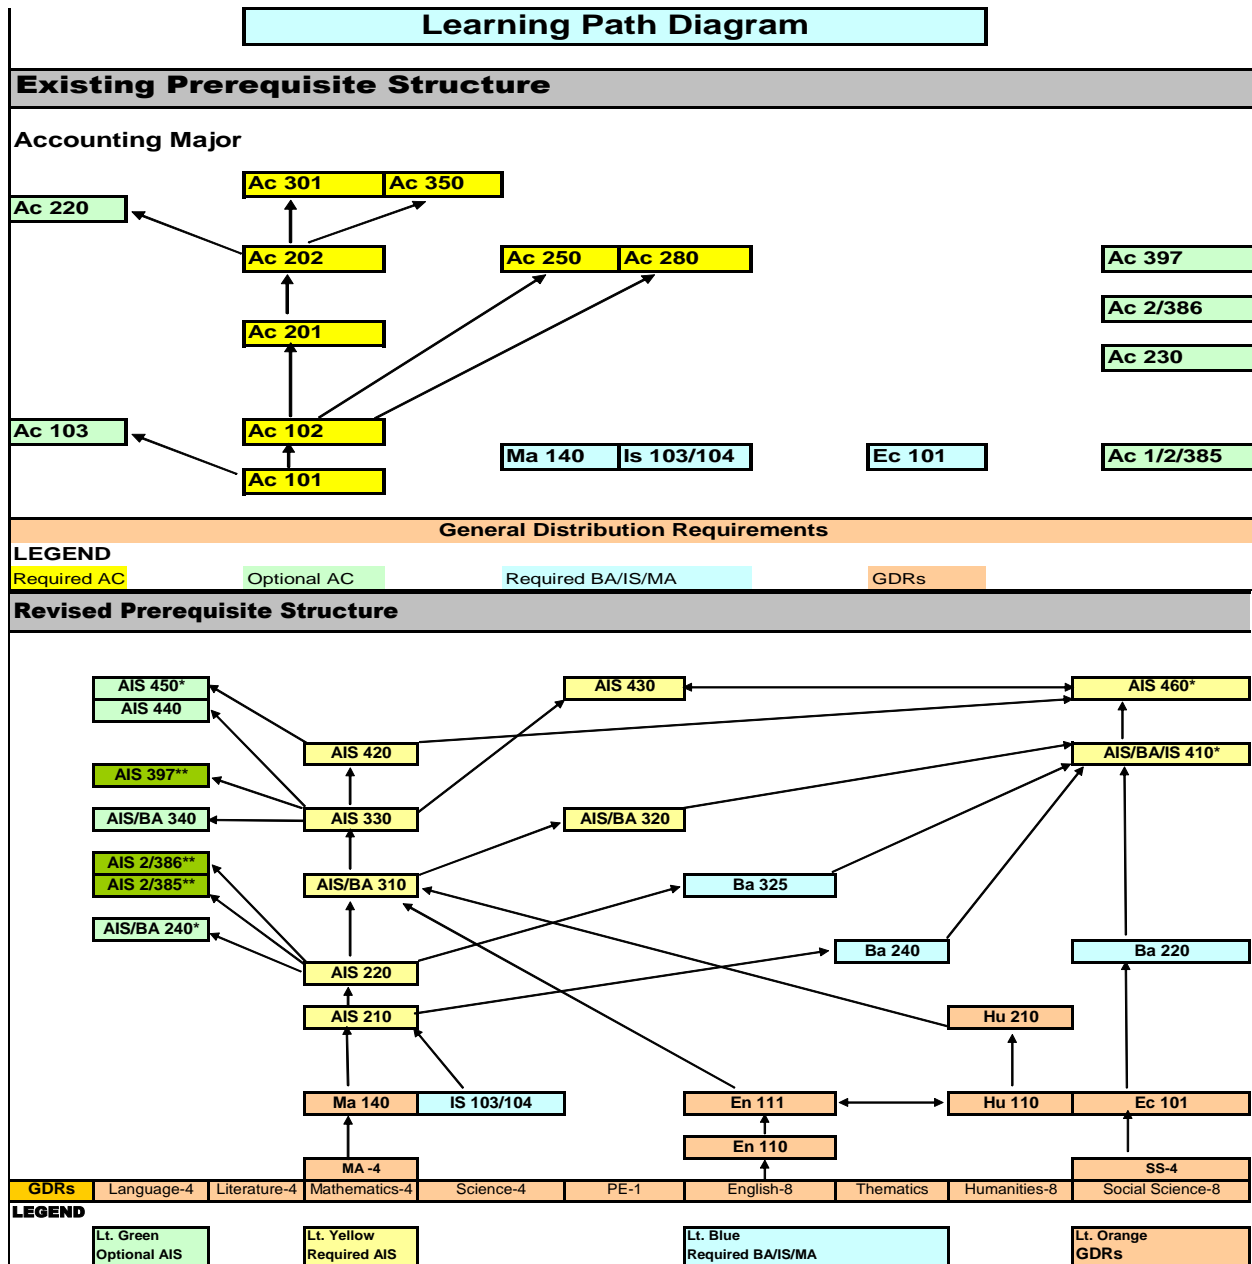 Learning Path Diagram
Existing Prerequisite Structure
Accounting Major
Ac 301 Ac 350
Ac 220
Ac 202 Ac 250 Ac 280 Ac 397
Ac 2/386
Ac 201
Ac 230
Ac 103 Ac 102
Ma 140 Is 103/104 Ec 101 Ac 1/2/385
Ac 101
General Distribution Requirements
LEGEND
Required AC Optional AC Required BA/IS/MA GDRs
Revised Prerequisite Structure
AIS 450* AIS 430 AIS 460*
AIS 440
AIS 420 AIS/BA/IS 410*
AIS 397**
AIS/BA 340 AIS 330 AIS/BA 320
AIS 2/386**
AIS 2/385** AIS/BA 310 Ba 325
AIS/BA 240*
Ba 240 Ba 220
AIS 220
AIS 210 Hu 210
Ma 140 IS 103/104 En 111 Hu 110 Ec 101
En 110
MA -4 SS-4
GDRs Language-4 Literature-4 Mathematics-4 Science-4 PE-1 English-8 Thematics Humanities-8 Social Science-8
LEGEND
Lt. Green Lt. Yellow Lt. Blue Lt. Orange
Optional AIS Required AIS Required BA/IS/MA GDRs